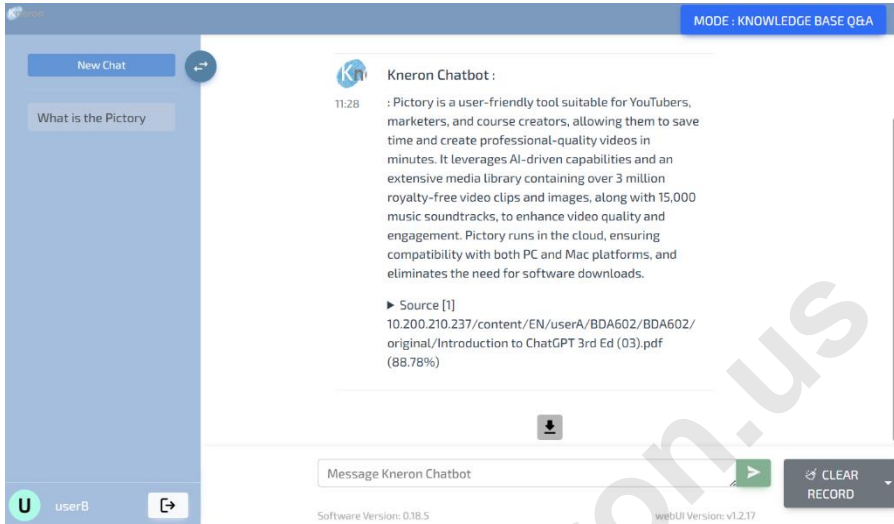 Kneron
MODE : KNOWLEDGE BASE Q&A
New Chat
What is the Pictory
Kn
Kneron Chatbot :
11:28
: Pictory is a user-friendly tool suitable for YouTubers,
marketers, and course creators, allowing them to save
time and create professional-quality videos in
minutes. It leverages AI-driven capabilities and an
extensive media library containing over 3 million
royalty-free video clips and images, along with 15,000
music soundtracks, to enhance video quality and
engagement. Pictory runs in the cloud, ensuring
compatibility with both PC and Mac platforms, and
eliminates the need for software downloads.
▶ Source [1]
10.200.210.237/content/EN/userA/BDA602/BDA602/
original/Introduction to ChatGPT 3rd Ed (03).pdf
(88.78%)
Message Kneron Chatbot
CLEAR
RECORD
U userB
Software Version: 0.18.5
webUI Version: v1.2.17
on.us